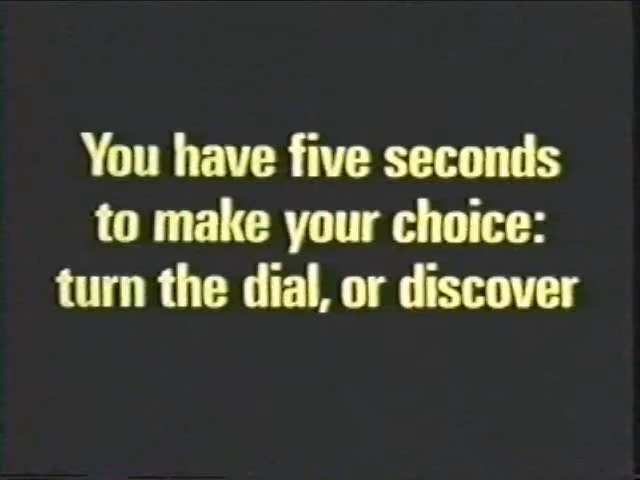 You have five seconds
to make your choice:
turn the dial, or discover